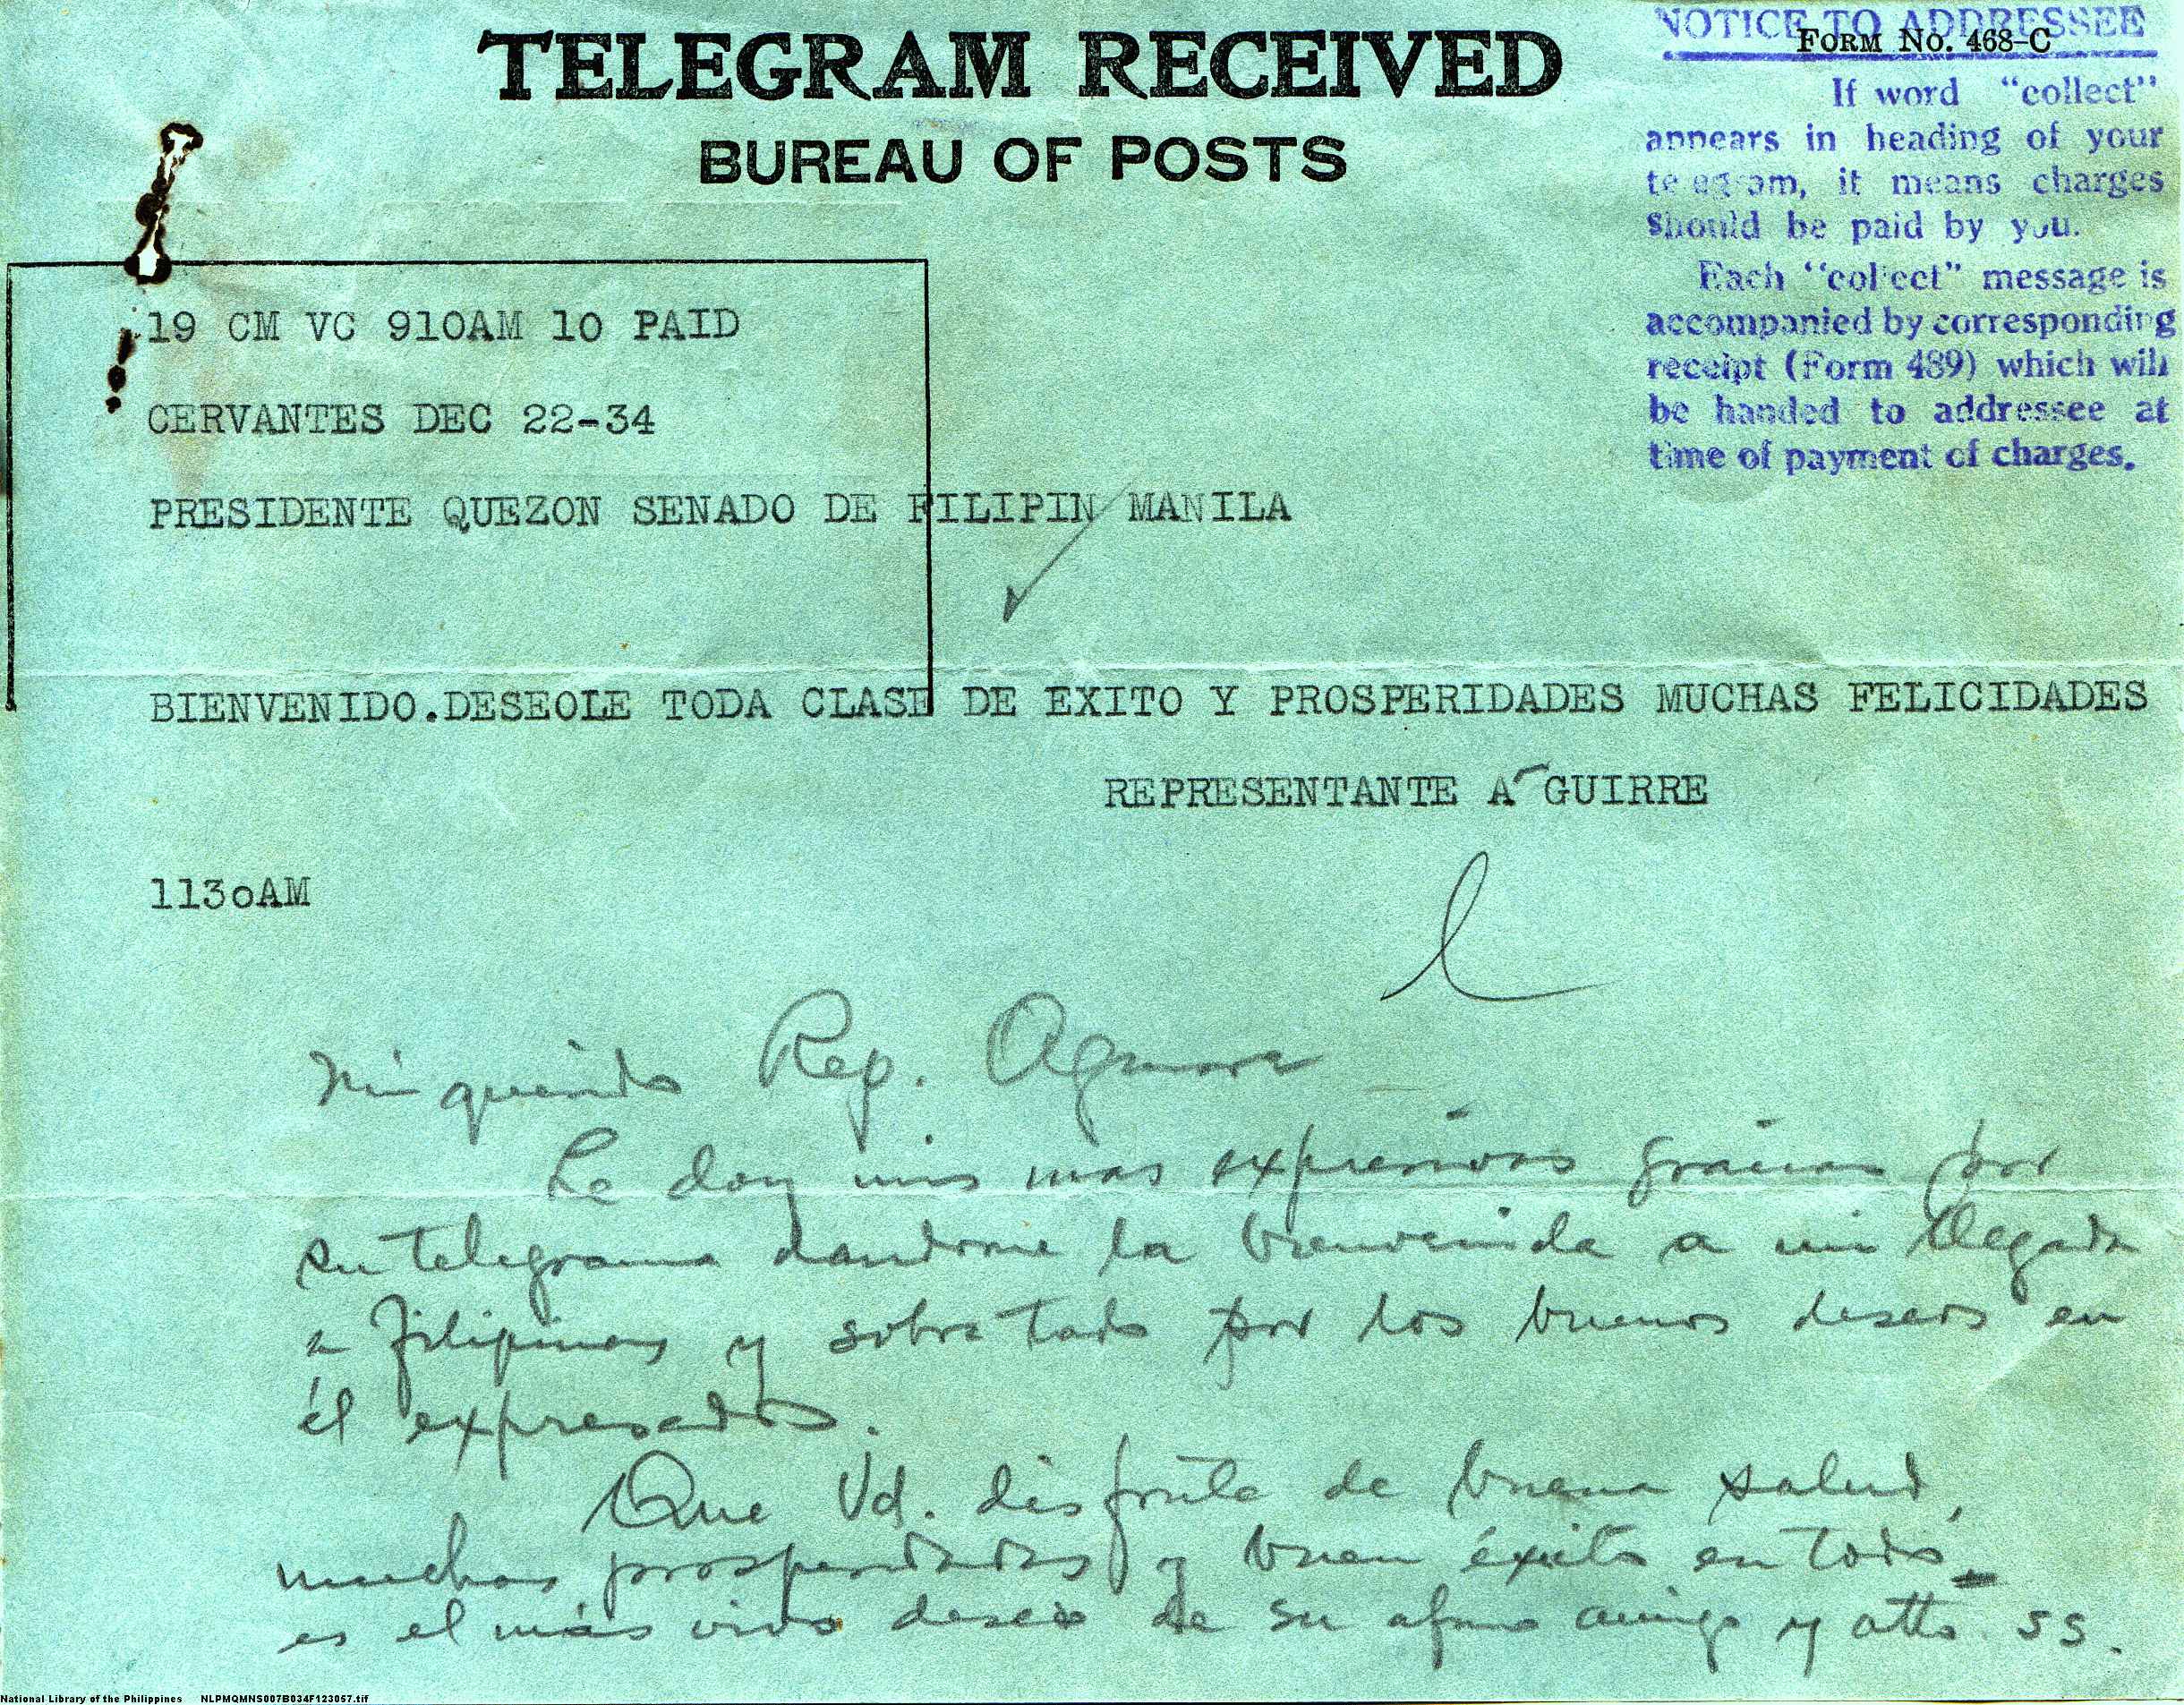 TELEGRAM RECEIVED
BUREAU OF POSTS
FORM NO. 468-C
NOTICE TO ADDRESSEE
If word "collect"
appears in heading of your
telegram, it means charges
should be paid by you.
Each "collect" message is
accompanied by corresponding
receipt (Form 489) which will
be handed to addressee at
time of payment of charges.
19 CM VC 910AM 10 PAID
CERVANTES DEC 22-34
PRESIDENTE QUEZON SENADO DE FILIPIN MANILA
BIENVENIDO.DESEOLE TODA CLASE DE EXITO Y PROSPERIDADES MUCHAS FELICIDADES
REPRESENTANTE A GUIRRE
1130AM
Mi querido Rep. Aguirre
Le doy mis mas expresivas gracias por
su telegrama dandome la bienvenida a mi llegada
a Filipinas y sobre todo por los buenos deseos en
él expresados.
Que Vd. disfrute de buena salud,
muchas prosperidades y buen éxito en todo,
es el más vivo deseo de su afmo amigo y atto ss.
National Library of the Philippines NLPMQMNS007B034F123057.tif